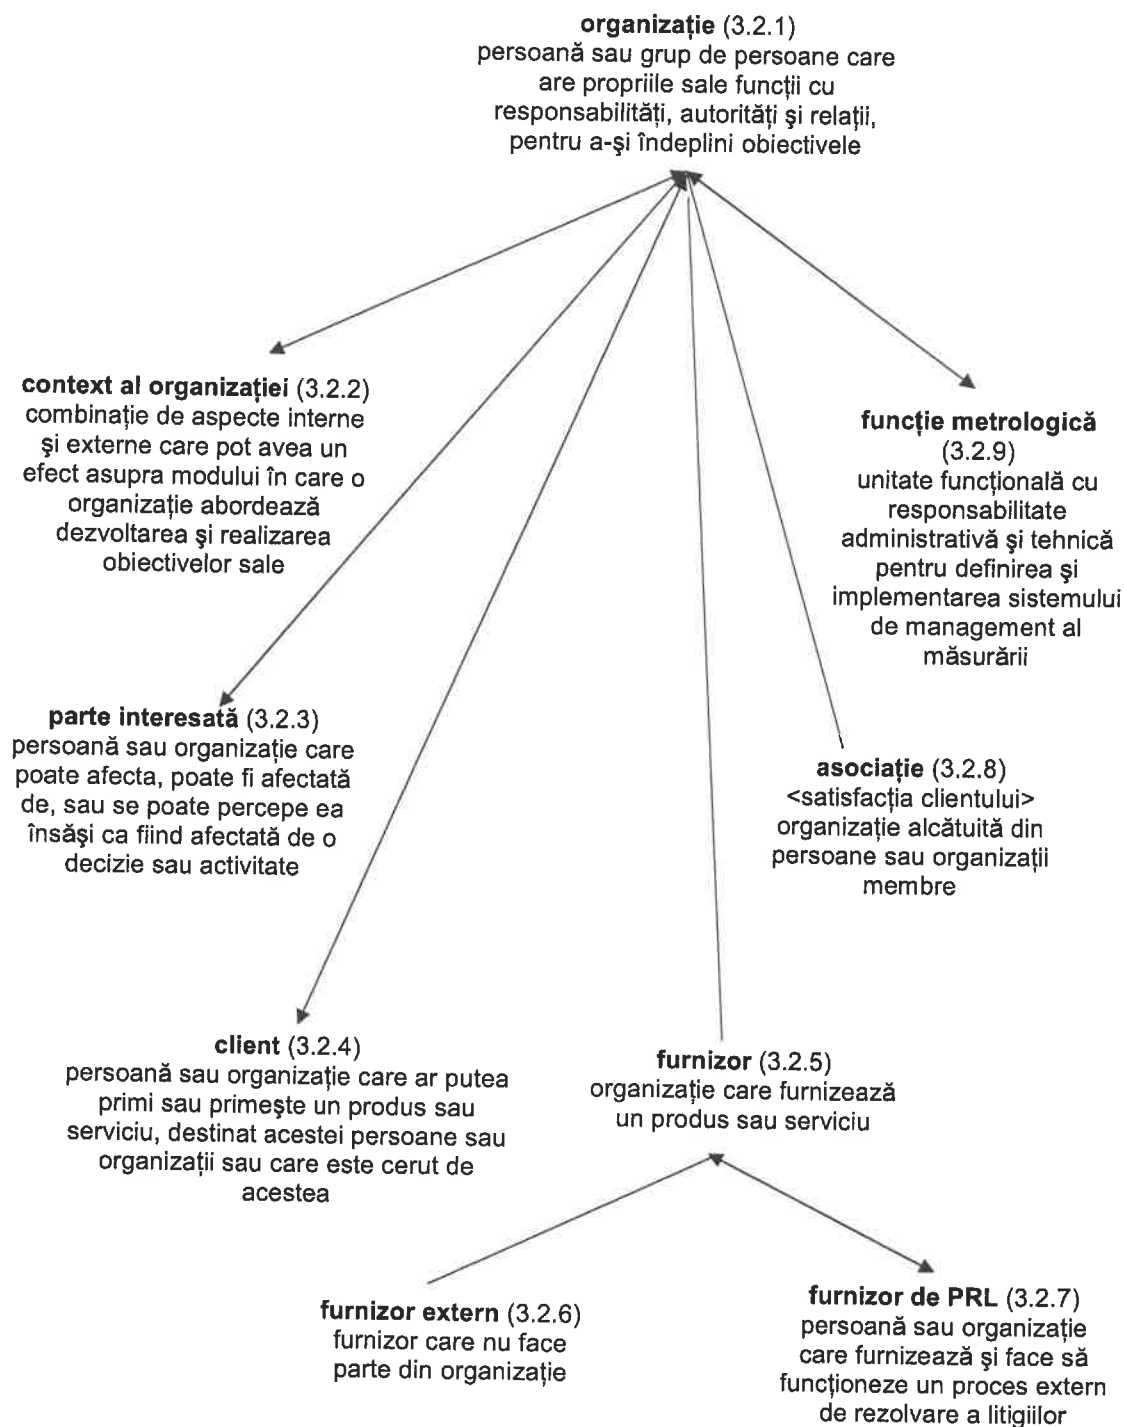 organizație (3.2.1)
persoană sau grup de persoane care
are propriile sale funcții cu
responsabilități, autorități şi relații,
pentru a-şi îndeplini obiectivele
context al organizației (3.2.2)
combinație de aspecte interne
şi externe care pot avea un
efect asupra modului în care o
organizație abordează
dezvoltarea şi realizarea
obiectivelor sale
funcție metrologică
(3.2.9)
unitate funcțională cu
responsabilitate
administrativă şi tehnică
pentru definirea şi
implementarea sistemului
de management al
măsurării
parte interesată (3.2.3)
persoană sau organizație care
poate afecta, poate fi afectată
de, sau se poate percepe ea
însăşi ca fiind afectată de o
decizie sau activitate
asociație (3.2.8)
<satisfacția clientului>
organizație alcătuită din
persoane sau organizații
membre
client (3.2.4)
persoană sau organizație care ar putea
primi sau primeşte un produs sau
serviciu, destinat acestei persoane sau
organizații sau care este cerut de
acestea
furnizor (3.2.5)
organizație care furnizează
un produs sau serviciu
furnizor extern (3.2.6)
furnizor care nu face
parte din organizație
furnizor de PRL (3.2.7)
persoană sau organizație
care furnizează şi face să
funcționeze un proces extern
de rezolvare a litigiilor